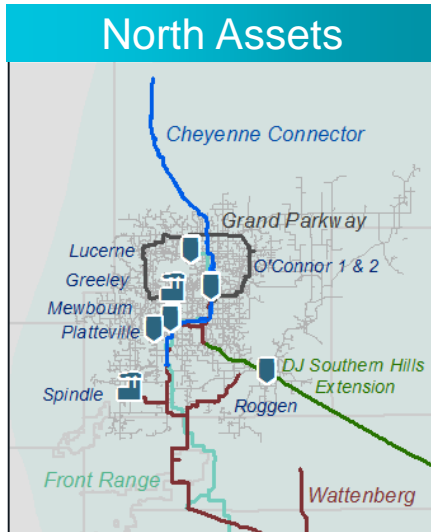 North Assets
Cheyenne Connector
Grand Parkway
Lucerne
O'Connor 1 & 2
Greeley
Mewbourn
Platteville
DJ Southern Hills
Extension
Spindle
Roggen
Front Range
Wattenberg